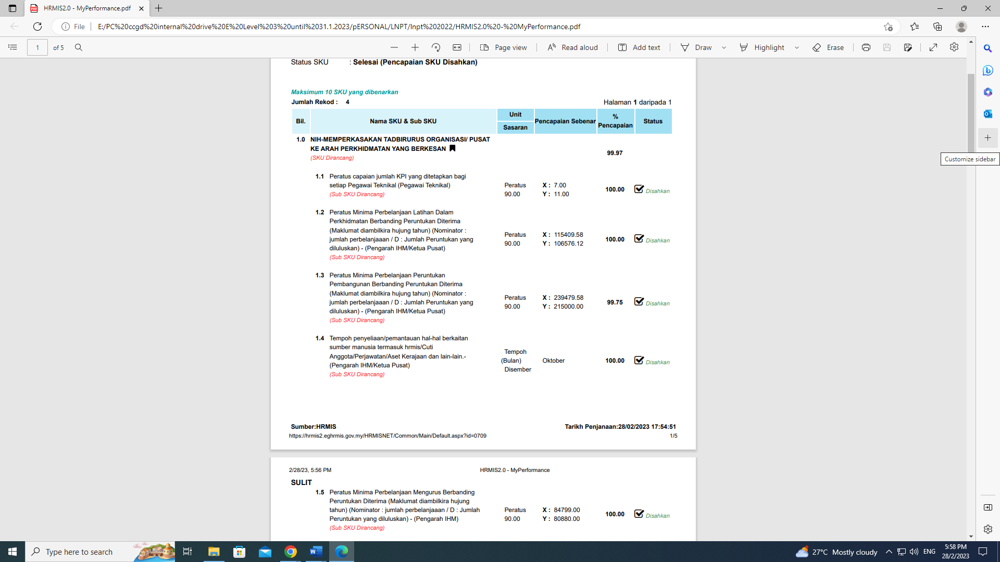 HRMIS2.0 - MyPerformance.pdf
File
E:/PC%20ccgd%20internal%20drive%20E%20Level%203%20until%2031.1.2023/pERSONAL/LNPT/lnpt%202022/HRMIS2.0%20-%20MyPerformance.pdf
1 of 5 Page view Read aloud Add text Draw Highlight Erase
Status SKU : Selesai (Pencapaian SKU Disahkan)
Maksimum 10 SKU yang dibenarkan
Jumlah Rekod : 4 Halaman 1 daripada 1
Bil. Nama SKU & Sub SKU Unit Sasaran Pencapaian Sebenar % Pencapaian Status
1.0 NIH-MEMPERKASAKAN TADBIRURUS ORGANISASI/ PUSAT
KE ARAH PERKHIDMATAN YANG BERKESAN
(SKU Dirancang)
99.97
Customize sidebar
1.1 Peratus capaian jumlah KPI yang ditetapkan bagi
setiap Pegawai Teknikal (Pegawai Teknikal)
(Sub SKU Dirancang)
Peratus
90.00
X : 7.00
Y : 11.00
100.00
Disahkan
1.2 Peratus Minima Perbelanjaan Latihan Dalam
Perkhidmatan Berbanding Peruntukan Diterima
(Maklumat diambilkira hujung tahun) (Nominator :
jumlah perbelanjaaan / D : Jumlah Peruntukan yang
diluluskan) - (Pengarah IHM/Ketua Pusat)
(Sub SKU Dirancang)
Peratus
90.00
X : 115409.58
Y : 106576.12
100.00
Disahkan
1.3 Peratus Minima Perbelanjaan Peruntukan
Pembangunan Berbanding Peruntukan Diterima
(Maklumat diambilkira hujung tahun) (Nominator :
jumlah perbelanjaaan / D : Jumlah Peruntukan yang
diluluskan) - (Pengarah IHM/Ketua Pusat)
(Sub SKU Dirancang)
Peratus
90.00
X : 239479.58
Y : 215000.00
99.75
Disahkan
1.4 Tempoh penyeliaan/pemantauan hal-hal berkaitan
sumber manusia termasuk hrmis/Cuti
Anggota/Perjawatan/Aset Kerajaan dan lain-lain.-
(Pengarah IHM/Ketua Pusat)
(Sub SKU Dirancang)
Tempoh
(Bulan)
Disember
Oktober
100.00
Disahkan
Sumber:HRMIS Tarikh Penjanaan:28/02/2023 17:54:51
https://hrmis2.eghrmis.gov.my/HRMISNET/Common/Main/Default.aspx?id=0709 1/5
2/28/23, 5:56 PM HRMIS2.0 - MyPerformance
SULIT
1.5 Peratus Minima Perbelanjaan Mengurus Berbanding
Peruntukan Diterima (Maklumat diambilkira hujung
tahun) (Nominator : jumlah perbelanjaaan / D : Jumlah
Peruntukan yang diluluskan) - (Pengarah IHM)
(Sub SKU Dirancang)
Peratus
90.00
X : 84799.00
Y : 80880.00
100.00
Disahkan
Type here to search
27°C Mostly cloudy ENG
5:58 PM
28/2/2023